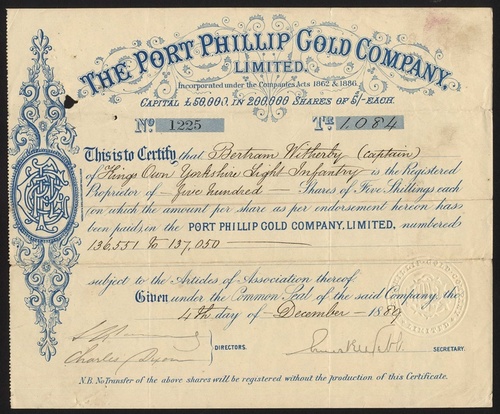 THE PORT PHILLIP GOLD COMPANY,
LIMITED.
Incorporated under the Companies Acts 1862 & 1886.
CAPITAL £50,000, IN 200,000 SHARES OF 5/- EACH.
No 1225 Tr 1,084
This is to Certify that Bertram Witherby (Captain)
of Kings Own Yorkshire Light Infantry is the Registered
Proprietor of Five hundred Shares of Five Shillings each
(on which the amount per share as per endorsement hereon has
been paid), in the PORT PHILLIP GOLD COMPANY, LIMITED, numbered
136,551 to 137,050
subject to the Articles of Association thereof
Given under the Common Seal of the said Company, the
4th day of December 1889
Charles Dixon
DIRECTORS.
SECRETARY.
N.B. No Transfer of the above shares will be registered without the production of this Certificate.